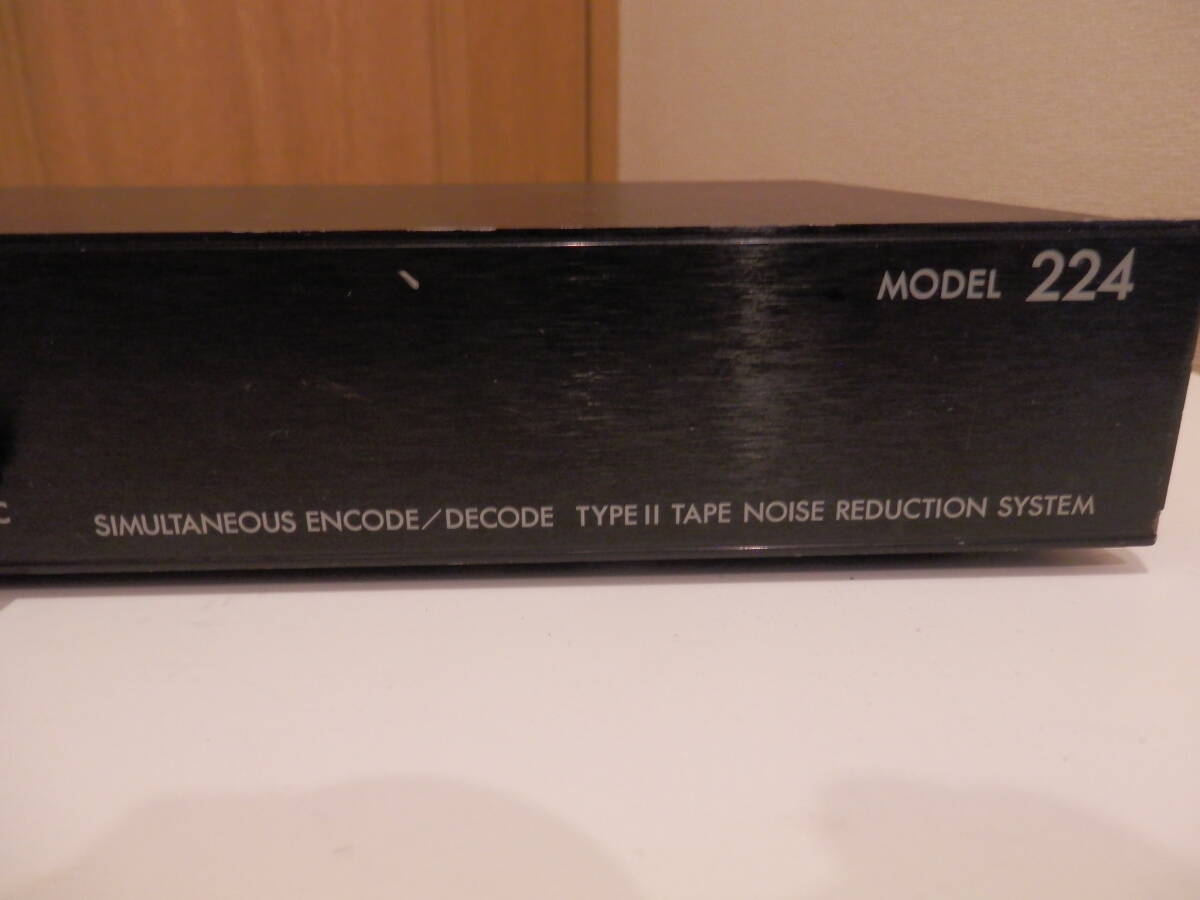 MODEL 224
C
SIMULTANEOUS ENCODE/DECODE TYPE II TAPE NOISE REDUCTION SYSTEM